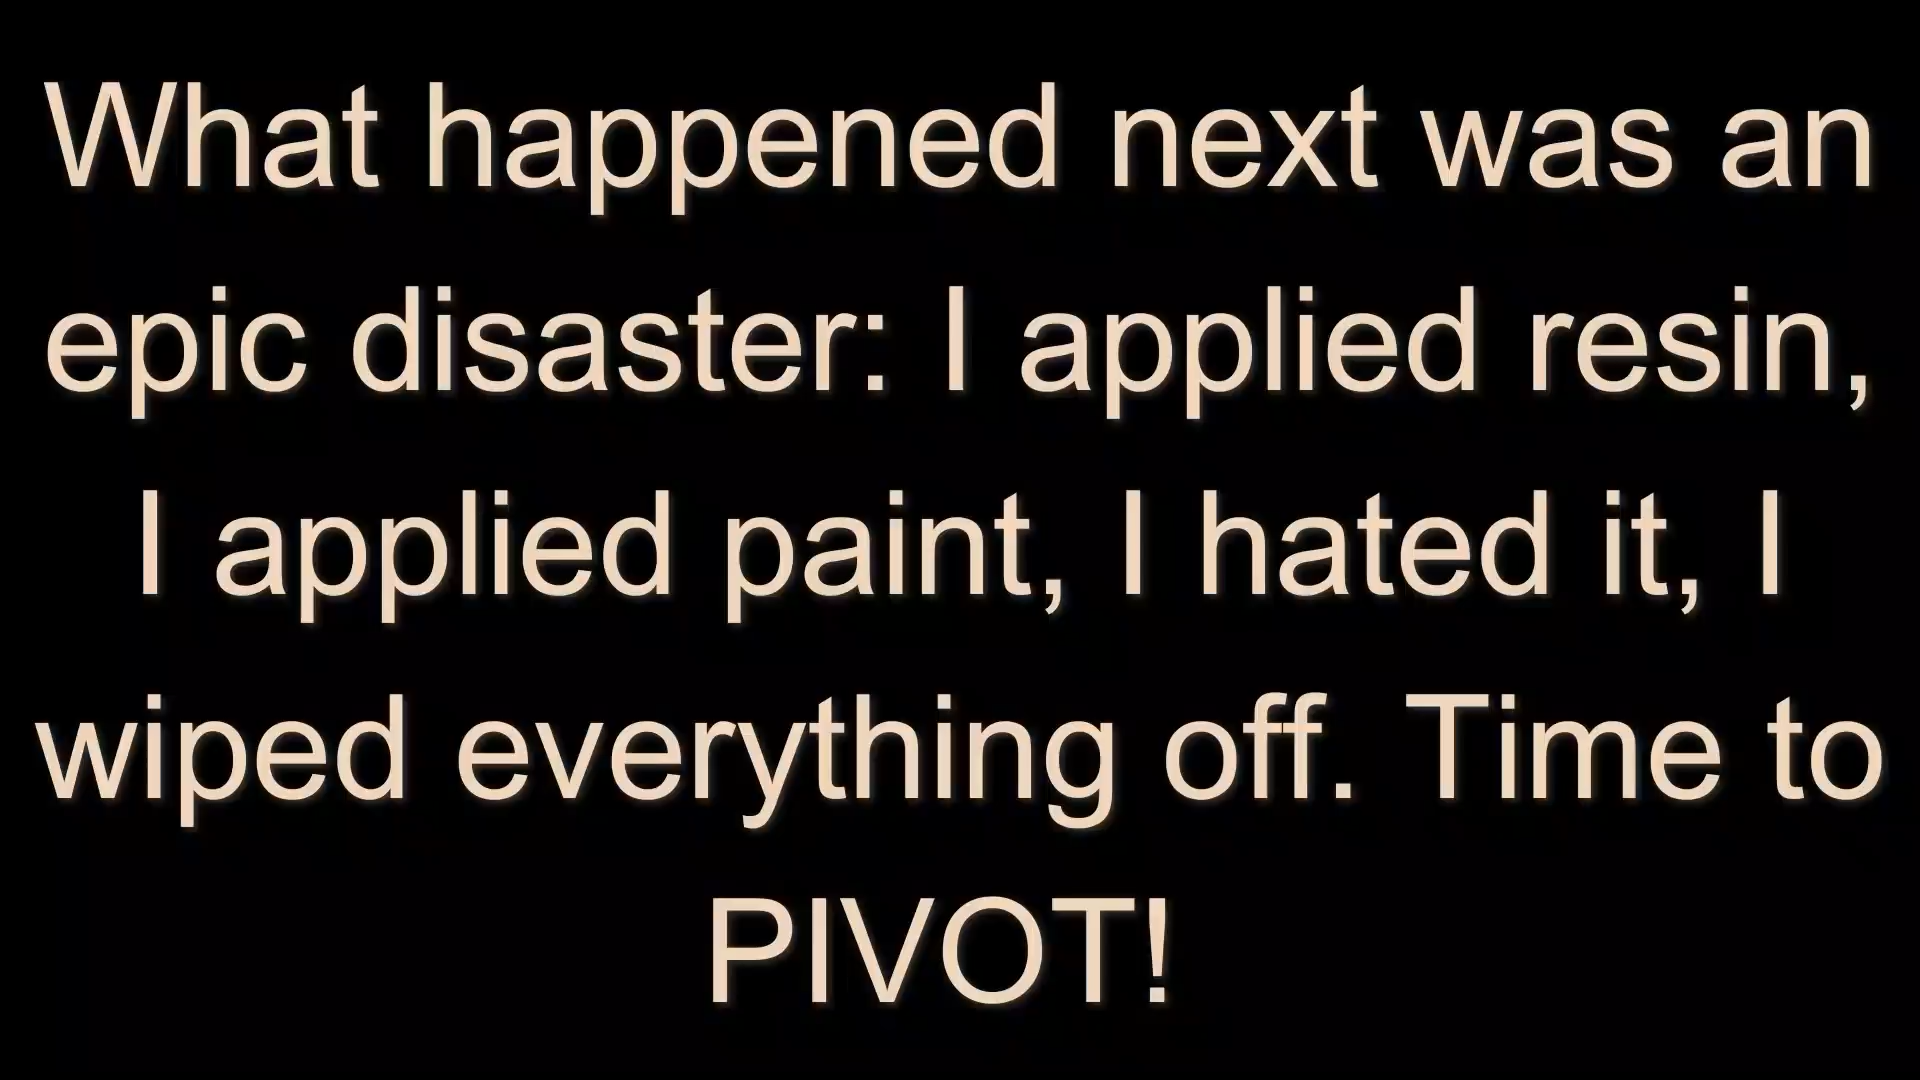 What happened next was an
epic disaster: I applied resin,
I applied paint, I hated it, I
wiped everything off. Time to
PIVOT!